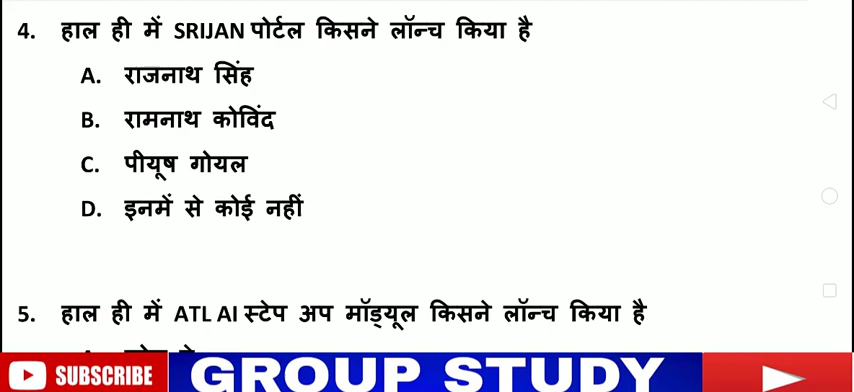 4. हाल ही में SRIJAN पोर्टल किसने लॉन्च किया है
A. राजनाथ सिंह
B. रामनाथ कोविंद
C. पीयूष गोयल
D. इनमें से कोई नहीं
5. हाल ही में ATL AI स्टेप अप मॉड्यूल किसने लॉन्च किया है
SUBSCRIBE GROUP STUDY